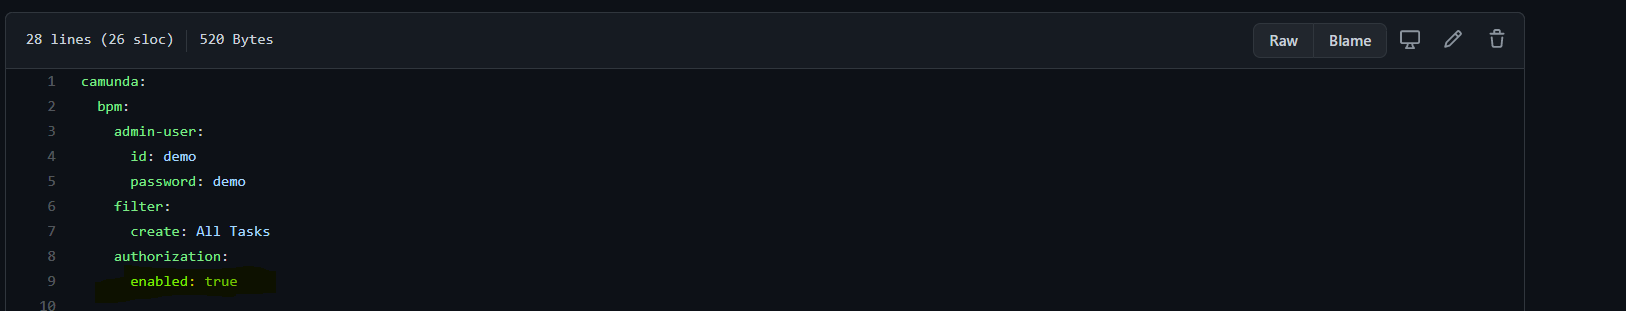 28 lines (26 sloc) 520 Bytes Raw Blame
1 camunda:
2 bpm:
3 admin-user:
4 id: demo
5 password: demo
6 filter:
7 create: All Tasks
8 authorization:
9 enabled: true
10